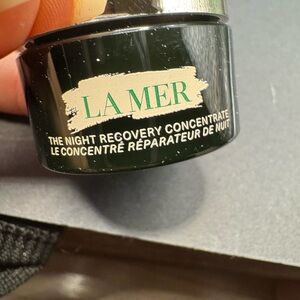 LA MER
THE NIGHT RECOVERY CONCENTRATE
LE CONCENTRÉ RÉPARATEUR DE NUIT